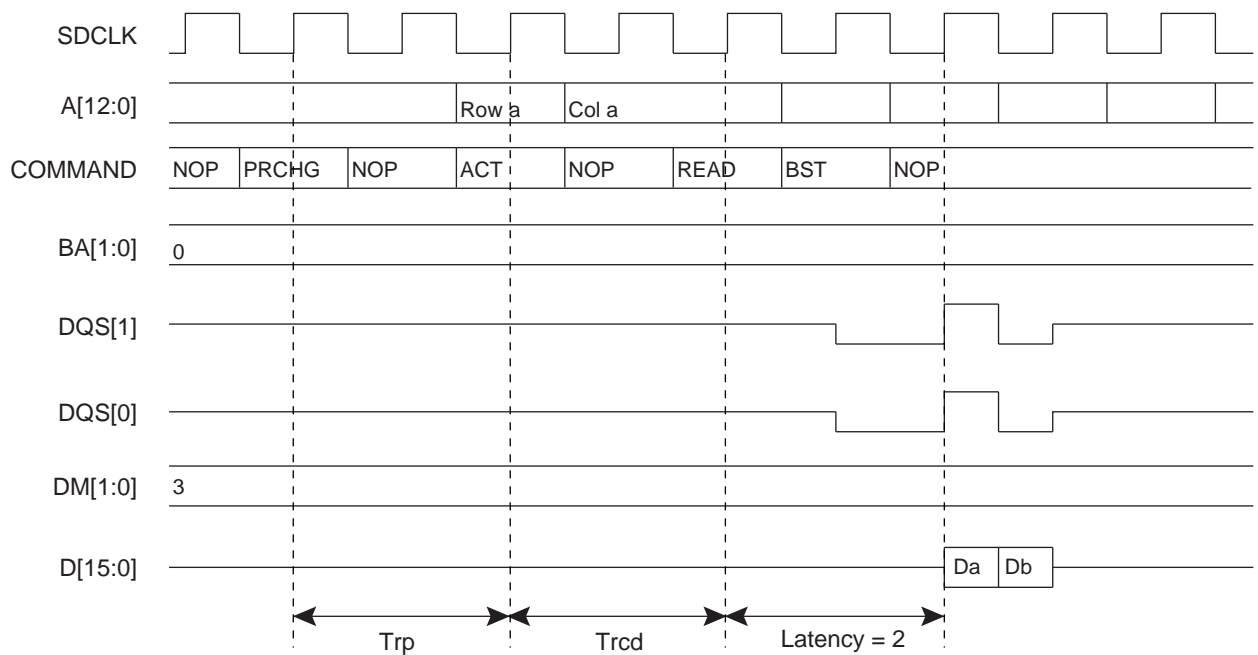 SDCLK
A[12:0] Row a Col a
COMMAND NOP PRCHG NOP ACT NOP READ BST NOP
BA[1:0] 0
DQS[1]
DQS[0]
DM[1:0] 3
D[15:0] Da Db
Trp Trcd Latency = 2